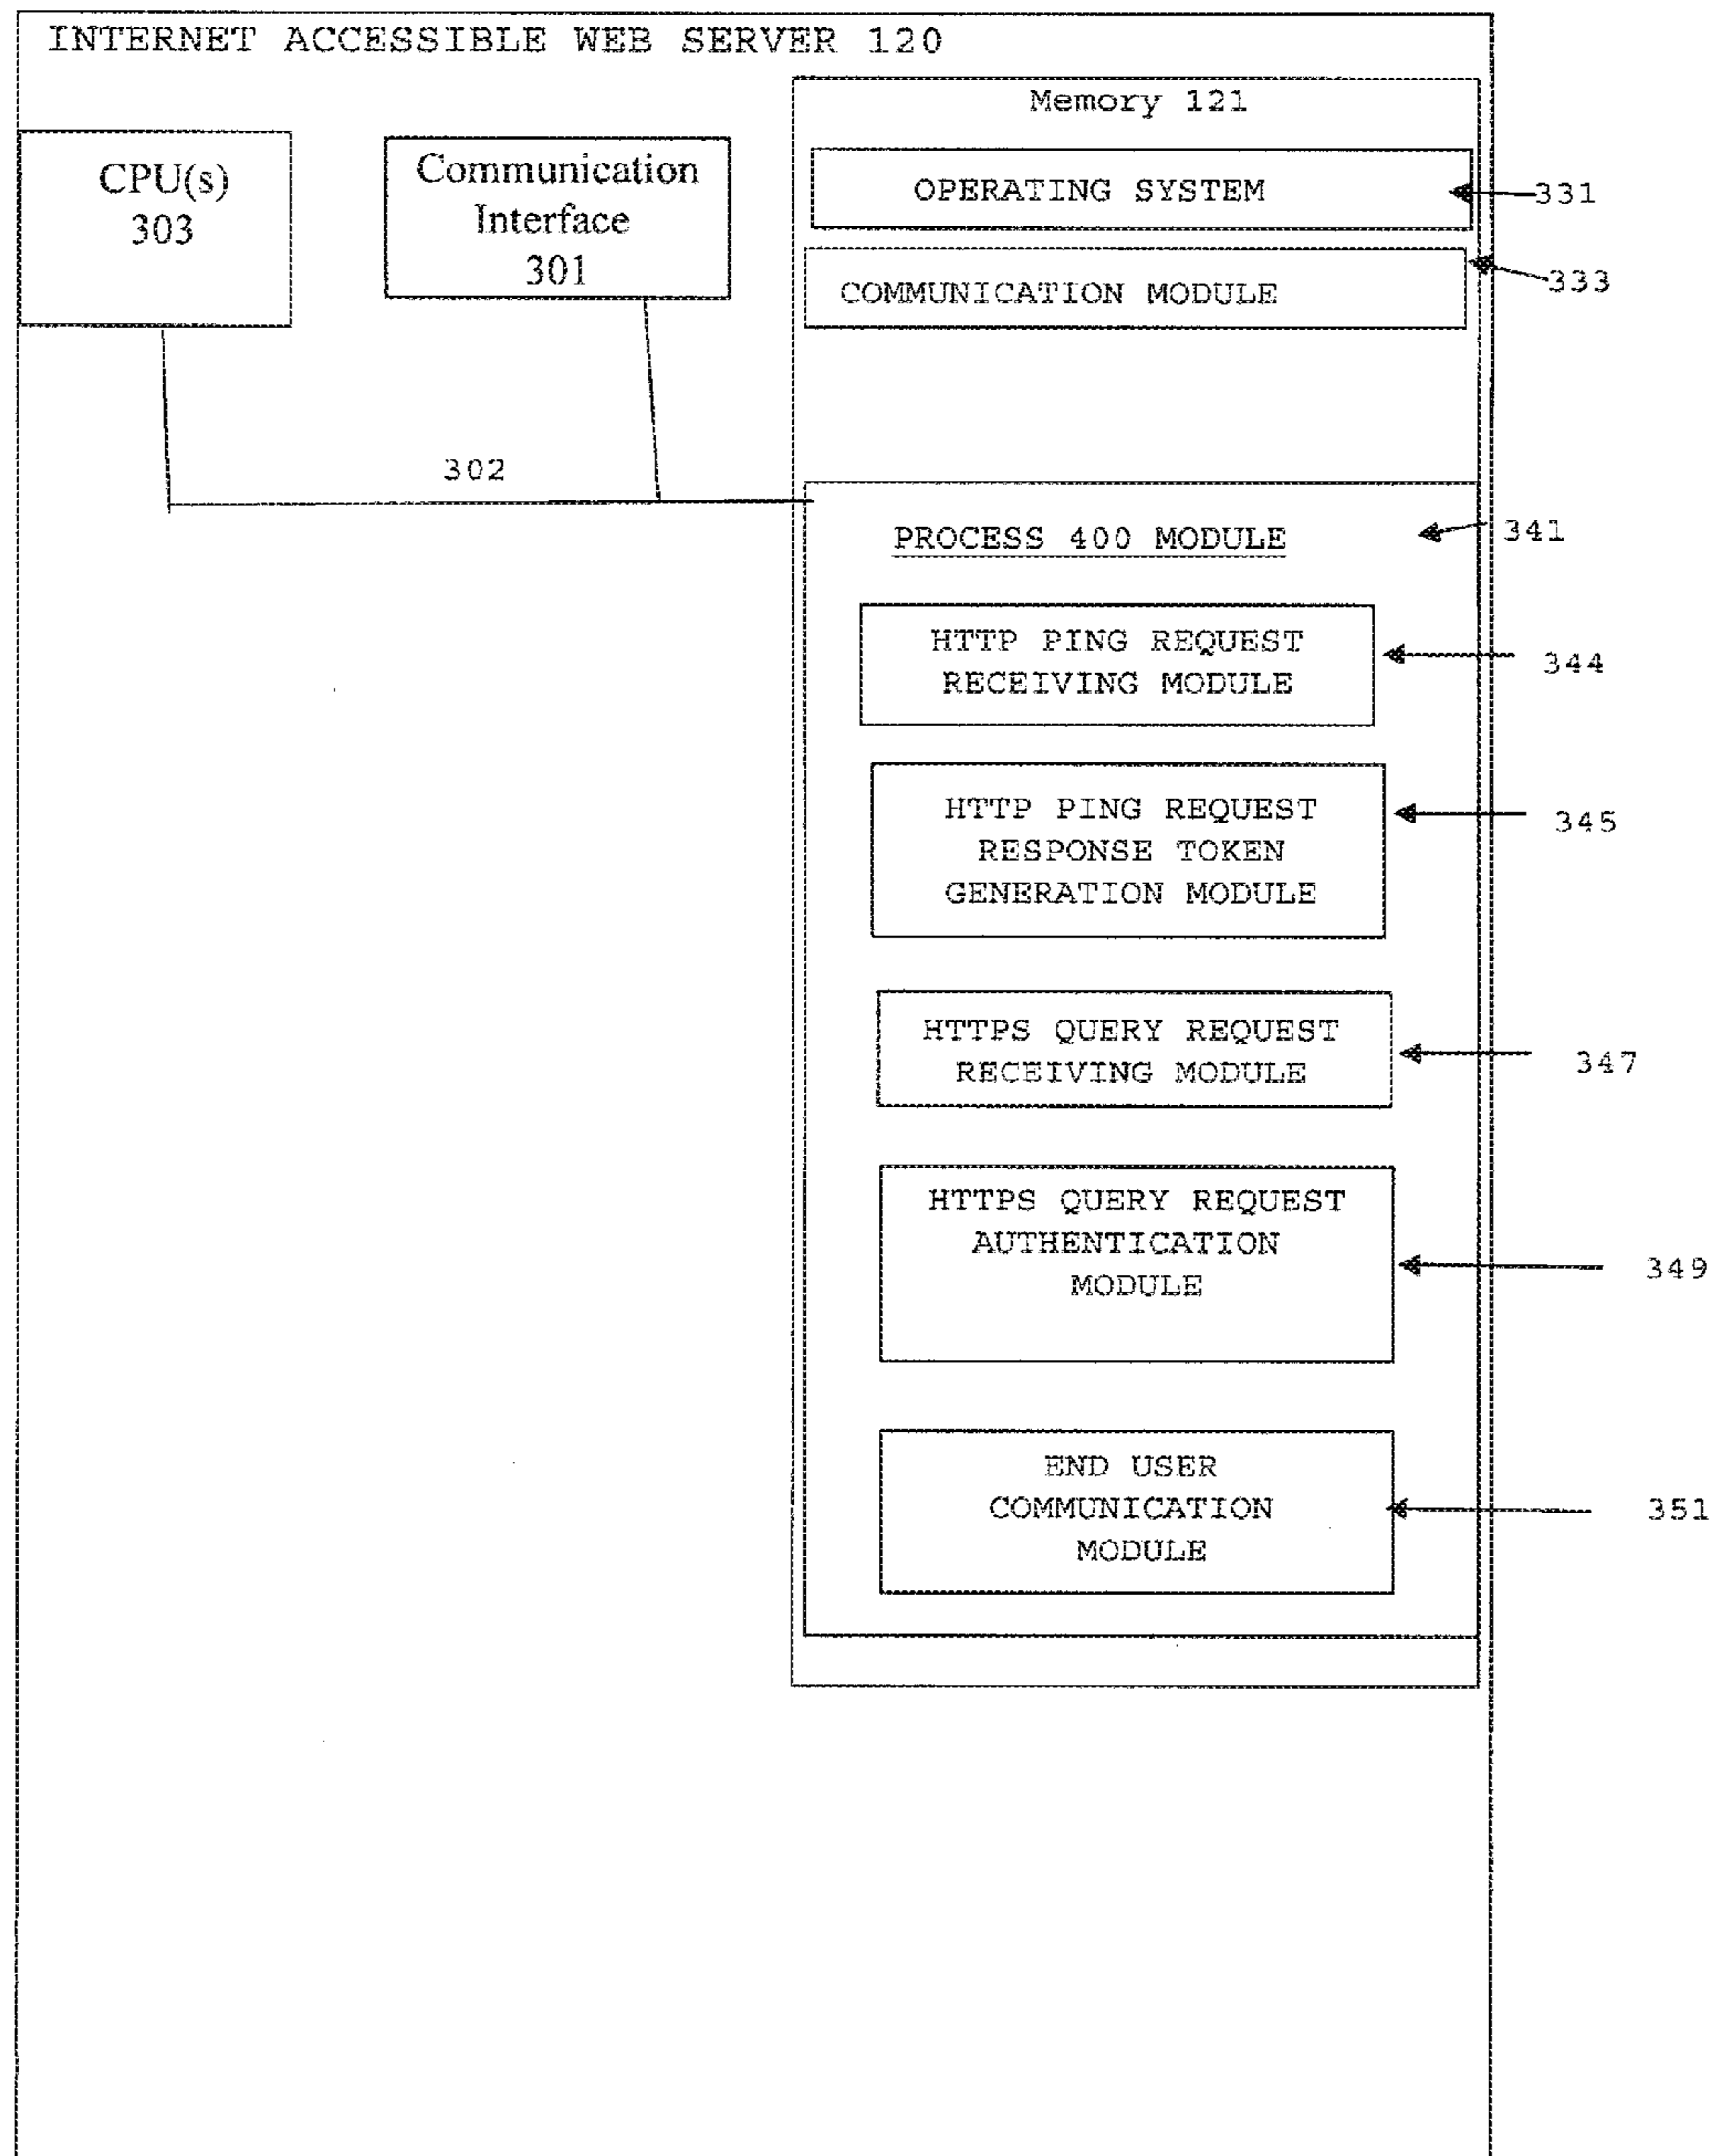 INTERNET ACCESSIBLE WEB SERVER 120
Memory 121
CPU(s)
303
Communication
Interface
301
OPERATING SYSTEM
331
COMMUNICATION MODULE
333
302
PROCESS 400 MODULE
341
HTTP PING REQUEST
RECEIVING MODULE
344
HTTP PING REQUEST
RESPONSE TOKEN
GENERATION MODULE
345
HTTPS QUERY REQUEST
RECEIVING MODULE
347
HTTPS QUERY REQUEST
AUTHENTICATION
MODULE
349
END USER
COMMUNICATION
MODULE
351